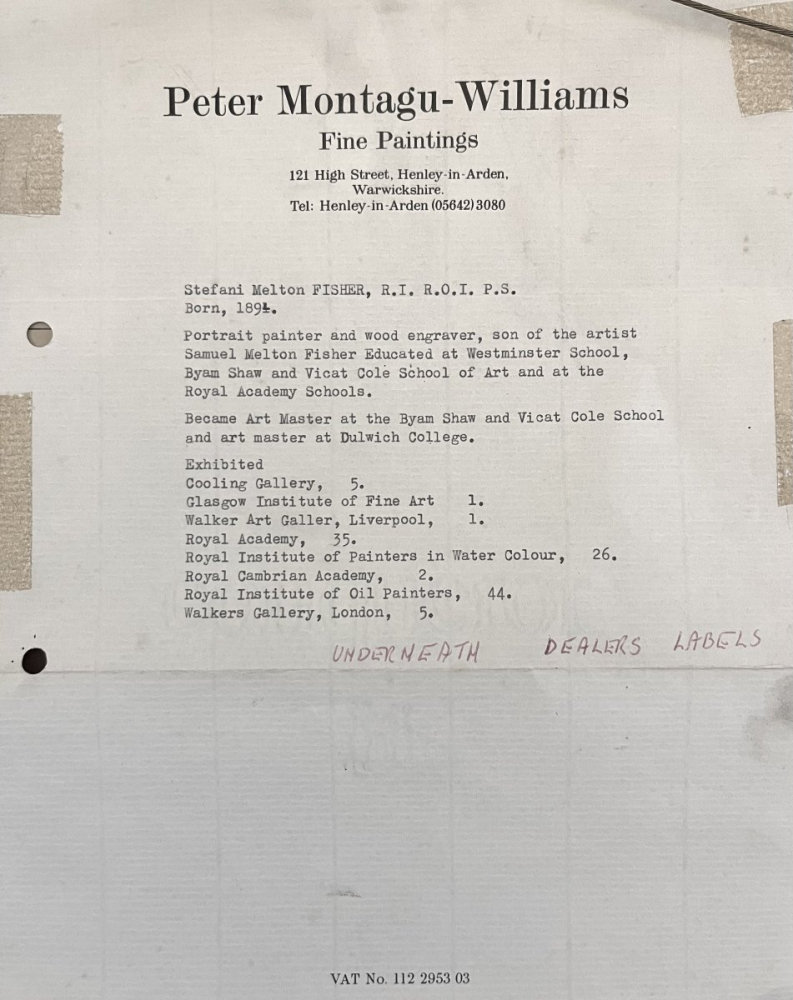 Peter Montagu-Williams
Fine Paintings
121 High Street, Henley-in-Arden,
Warwickshire.
Tel: Henley-in-Arden (05642) 3080
Stefani Melton FISHER, R.I. R.O.I. P.S.
Born, 1894.
Portrait painter and wood engraver, son of the artist
Samuel Melton Fisher Educated at Westminster School,
Byam Shaw and Vicat Cole School of Art and at the
Royal Academy Schools.
Became Art Master at the Byam Shaw and Vicat Cole School
and art master at Dulwich College.
Exhibited
Cooling Gallery, 5.
Glasgow Institute of Fine Art 1.
Walker Art Galler, Liverpool, 1.
Royal Academy, 35.
Royal Institute of Painters in Water Colour, 26.
Royal Cambrian Academy, 2.
Royal Institute of Oil Painters, 44.
Walkers Gallery, London, 5.
UNDERNEATH DEALERS LABELS
VAT No. 112 2953 03